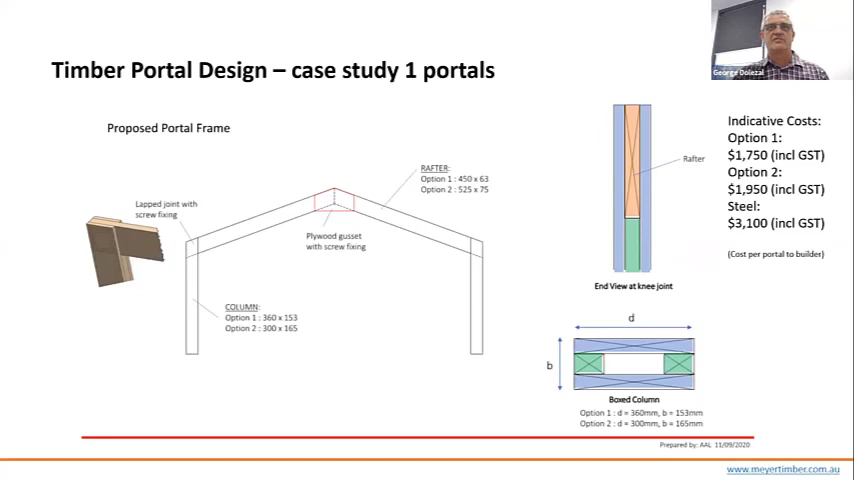 George Dolezal
Timber Portal Design – case study 1 portals
Proposed Portal Frame
Lapped joint with
screw fixing
RAFTER:
Option 1 : 450 x 63
Option 2 : 525 x 75
Plywood gusset
with screw fixing
COLUMN:
Option 1 : 360 x 153
Option 2 : 300 x 165
Rafter
End View at knee joint
d
b
Boxed Column
Option 1 : d = 360mm, b = 153mm
Option 2 : d = 300mm, b = 165mm
Indicative Costs:
Option 1:
$1,750 (incl GST)
Option 2:
$1,950 (incl GST)
Steel:
$3,100 (incl GST)
(Cost per portal to builder)
Prepared by: AAL 11/09/2020
www.meyertimber.com.au